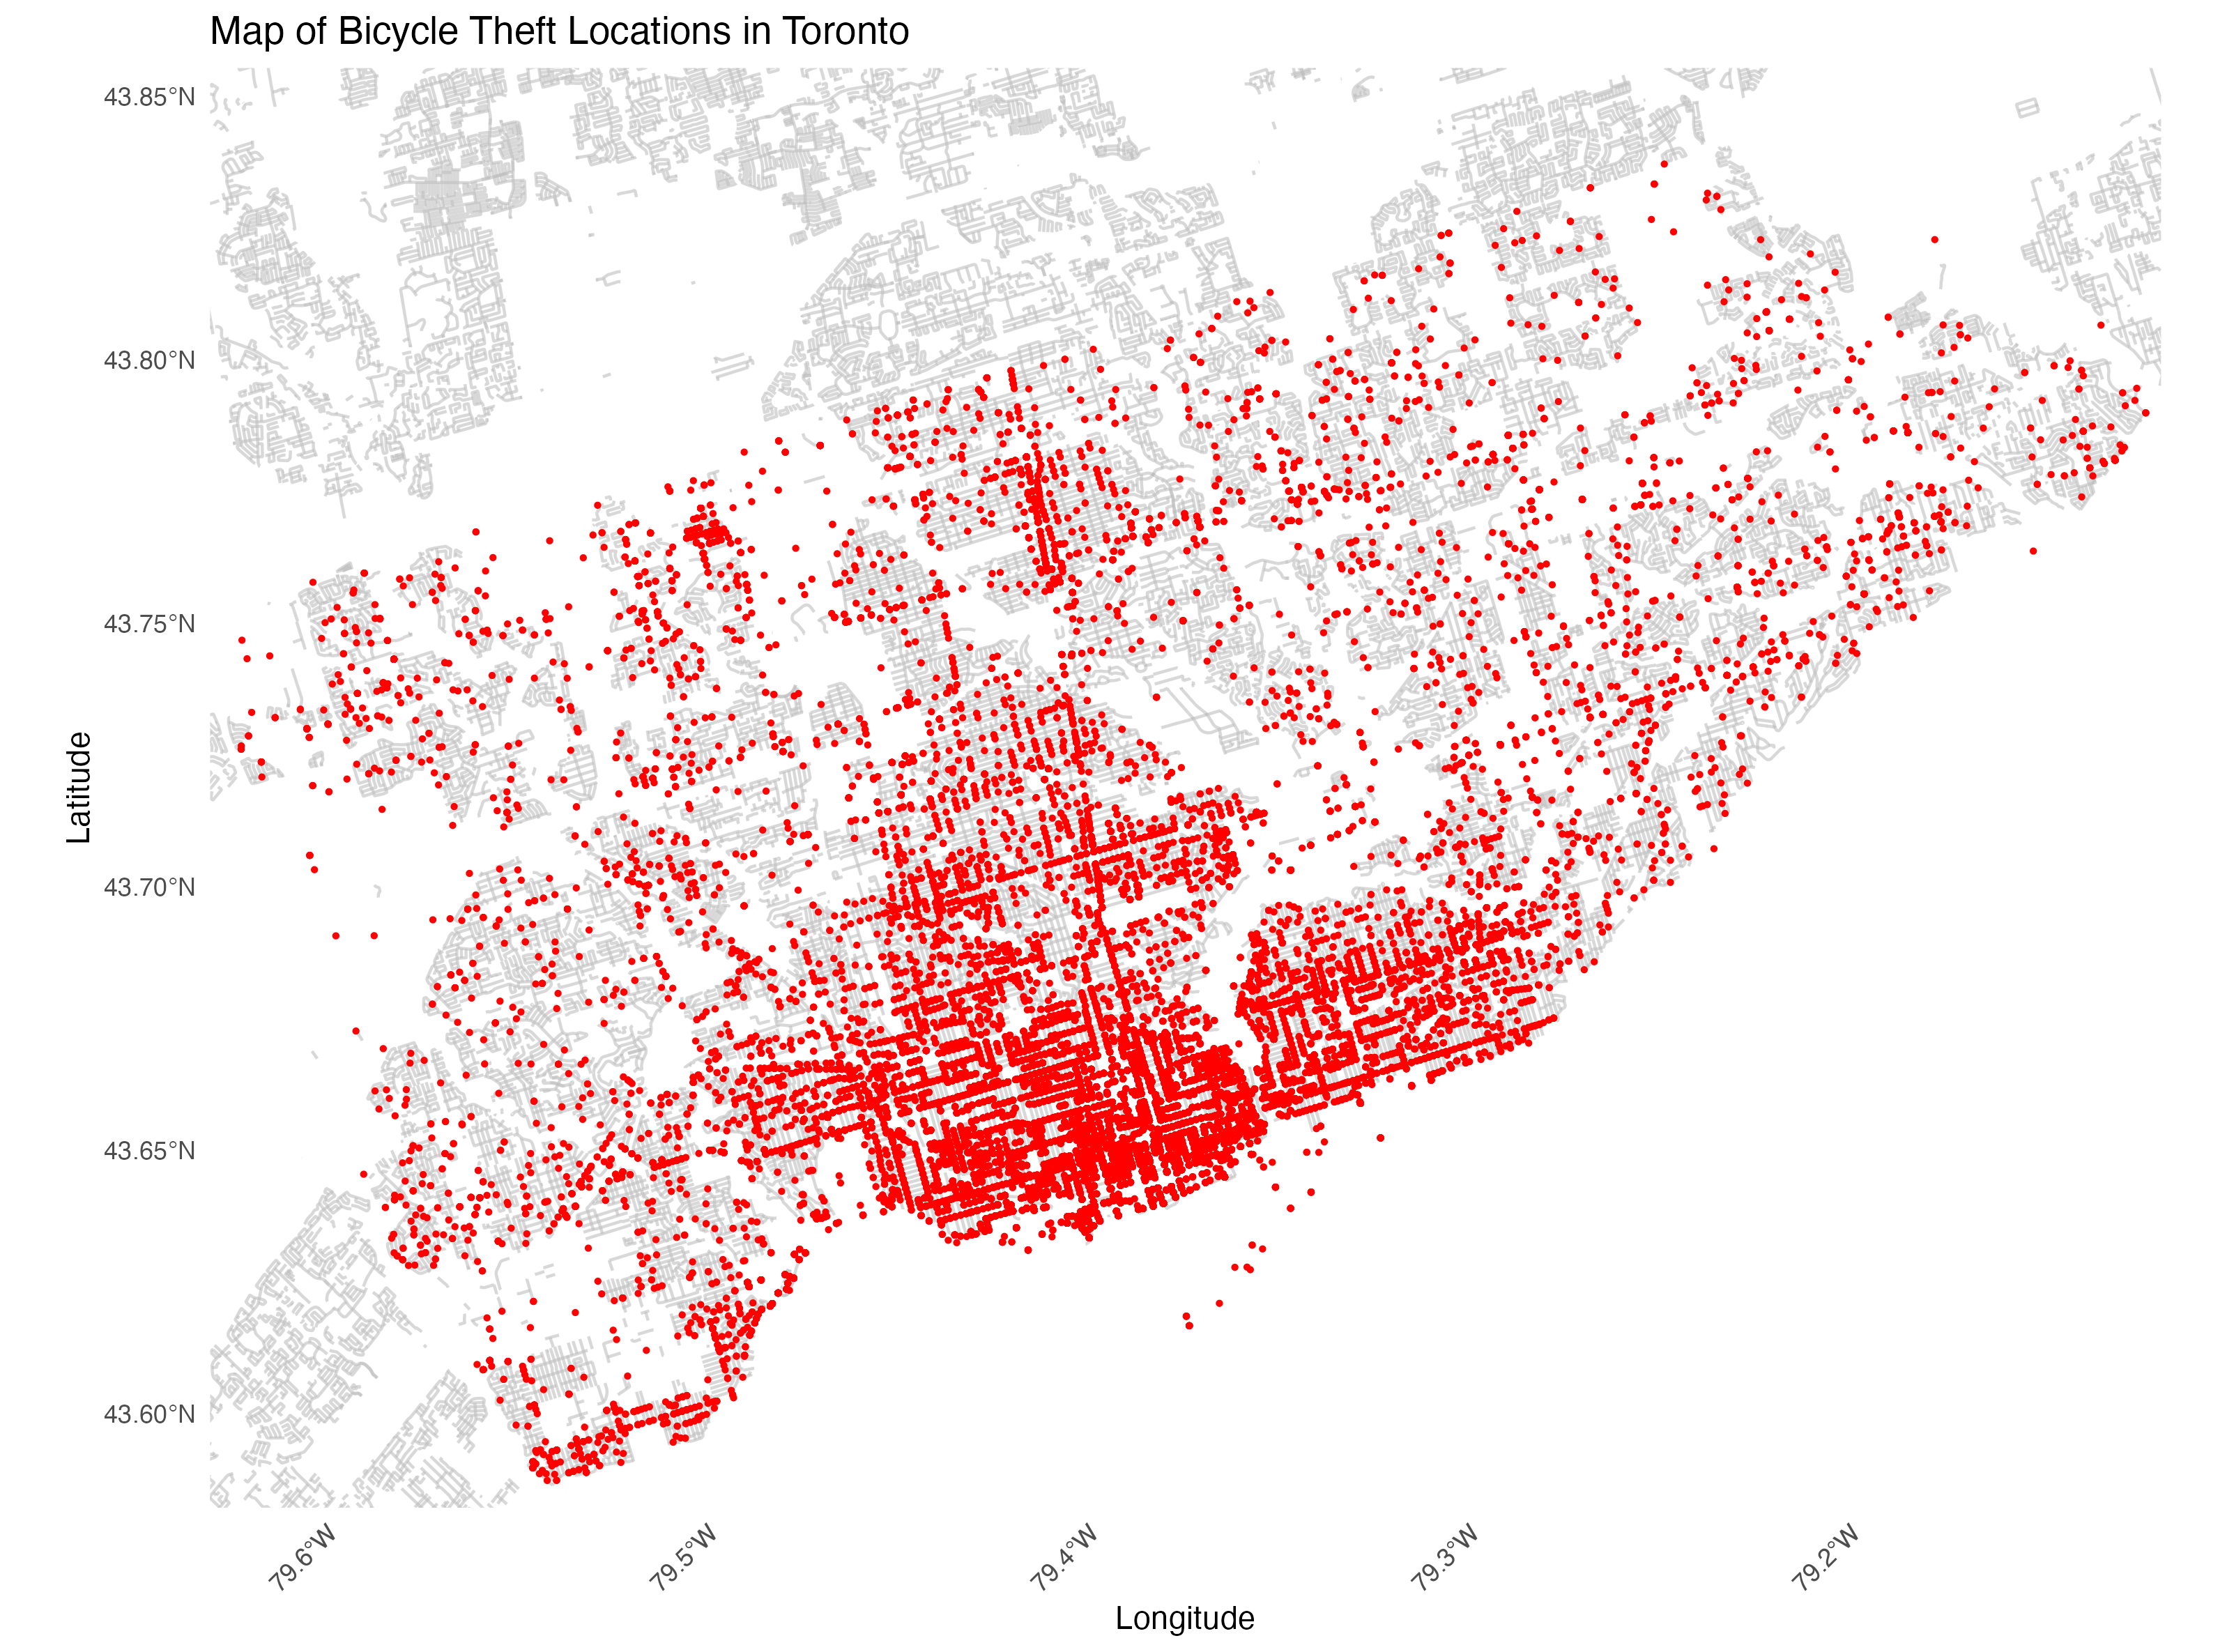 Map of Bicycle Theft Locations in Toronto
43.85°N
43.80°N
43.75°N
43.70°N
43.65°N
43.60°N
Latitude
79.6°W
79.5°W
79.4°W
79.3°W
79.2°W
Longitude